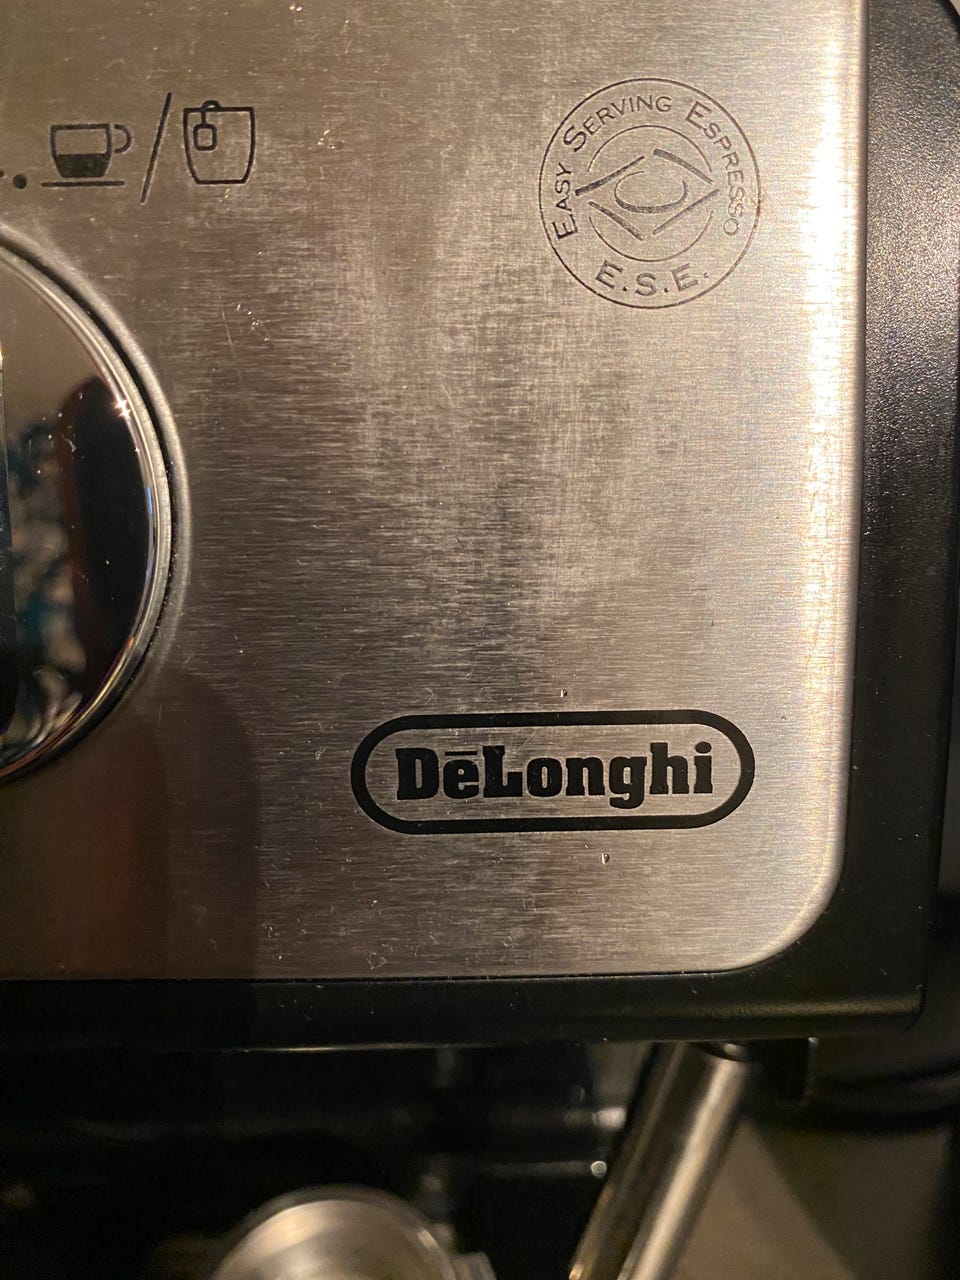 EASY SERVING ESPRESSO
E.S.E.
DēLonghi